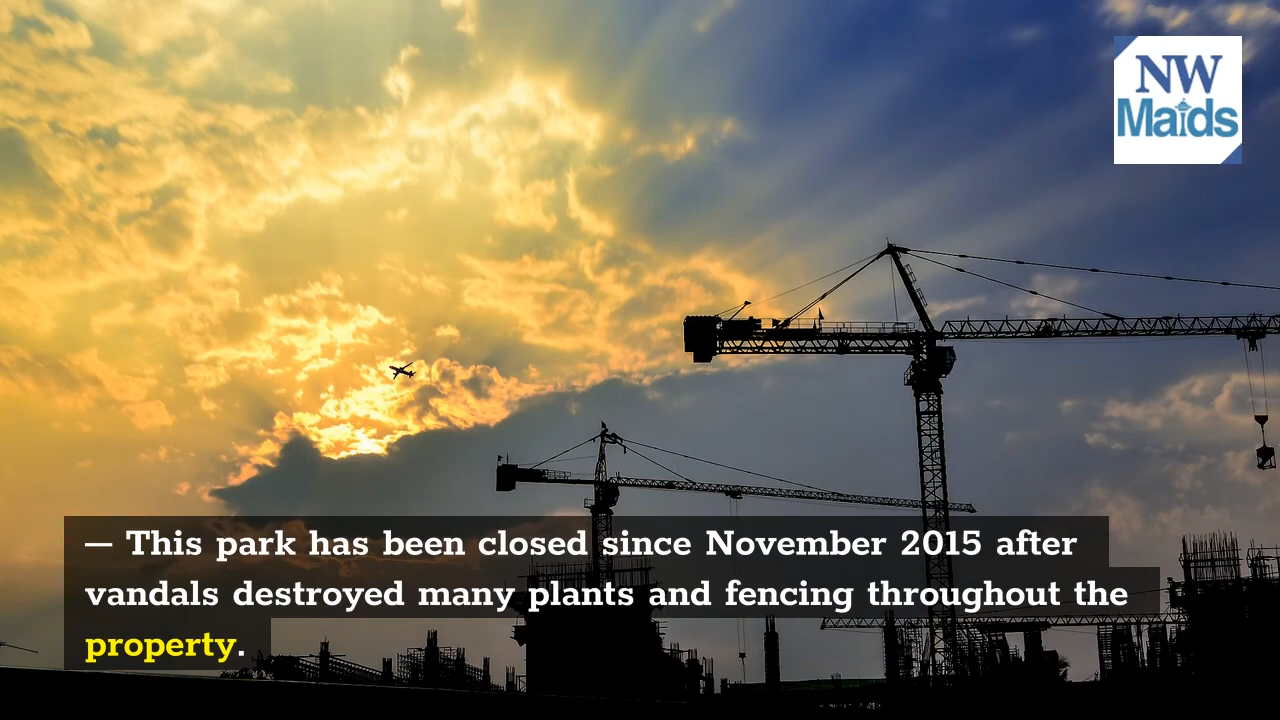 NW
Maids
— This park has been closed since November 2015 after
vandals destroyed many plants and fencing throughout the
property.